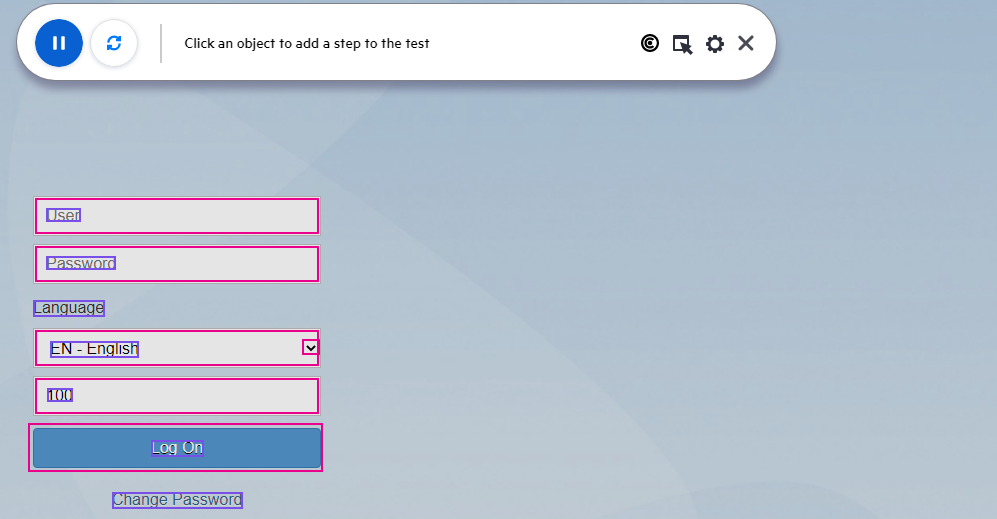 Click an object to add a step to the test
User
Password
Language
EN - English
100
Log On
Change Password